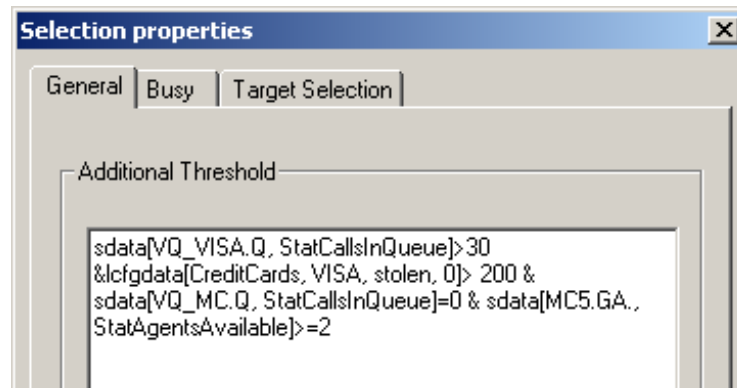 Selection properties
General
Busy
Target Selection
Additional Threshold
sdata[VQ_VISA.Q, StatCallsInQueue]>30
&lcfgdata[CreditCards, VISA, stolen, 0]> 200 &
sdata[VQ_MC.Q, StatCallsInQueue]=0 & sdata[MC5.GA.,
StatAgentsAvailable]>=2